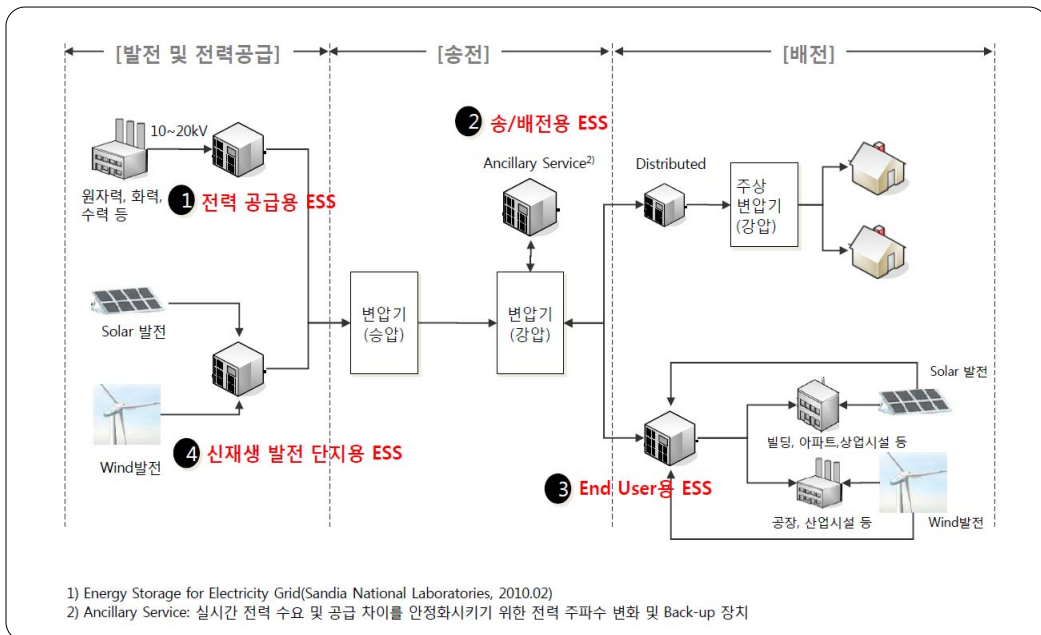 [발전 및 전력공급]
[송전]
[배전]
10~20kV
원자력, 화력,
수력 등
1 전력 공급용 ESS
2 송/배전용 ESS
Ancillary Service2)
Distributed
주상
변압기
(강압)
Solar 발전
변압기
(승압)
변압기
(강압)
Wind발전
4 신재생 발전 단지용 ESS
Solar 발전
빌딩, 아파트,상업시설 등
3 End User용 ESS
공장, 산업시설 등
Wind발전
1) Energy Storage for Electricity Grid(Sandia National Laboratories, 2010.02)
2) Ancillary Service: 실시간 전력 수요 및 공급 차이를 안정화시키기 위한 전력 주파수 변화 및 Back-up 장치